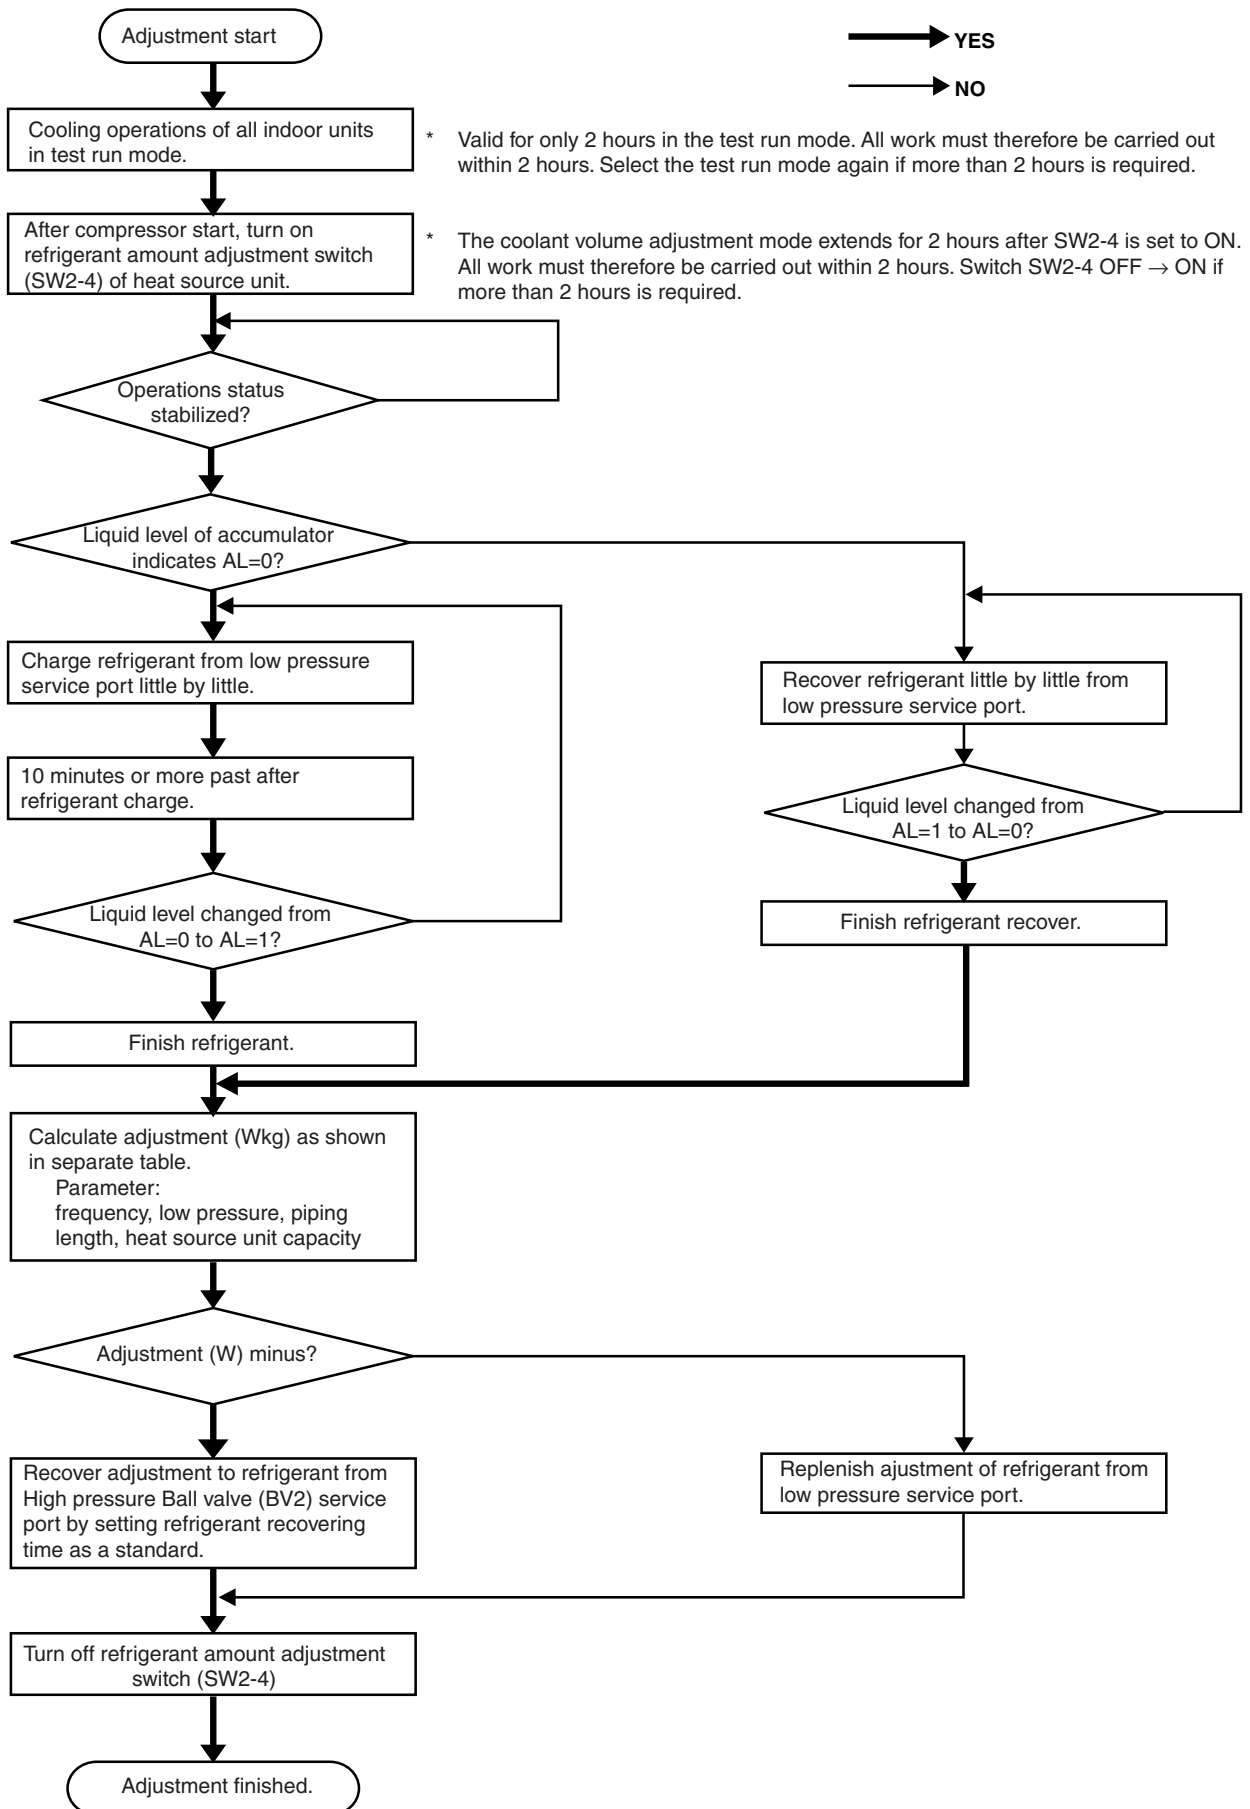 Adjustment start
YES
NO
Cooling operations of all indoor units
in test run mode.
* Valid for only 2 hours in the test run mode. All work must therefore be carried out
within 2 hours. Select the test run mode again if more than 2 hours is required.
After compressor start, turn on
refrigerant amount adjustment switch
(SW2-4) of heat source unit.
* The coolant volume adjustment mode extends for 2 hours after SW2-4 is set to ON.
All work must therefore be carried out within 2 hours. Switch SW2-4 OFF → ON if
more than 2 hours is required.
Operations status
stabilized?
Liquid level of accumulator
indicates AL=0?
Charge refrigerant from low pressure
service port little by little.
Recover refrigerant little by little from
low pressure service port.
10 minutes or more past after
refrigerant charge.
Liquid level changed from
AL=1 to AL=0?
Liquid level changed from
AL=0 to AL=1?
Finish refrigerant recover.
Finish refrigerant.
Calculate adjustment (Wkg) as shown
in separate table.
Parameter:
frequency, low pressure, piping
length, heat source unit capacity
Adjustment (W) minus?
Recover adjustment to refrigerant from
High pressure Ball valve (BV2) service
port by setting refrigerant recovering
time as a standard.
Replenish ajustment of refrigerant from
low pressure service port.
Turn off refrigerant amount adjustment
switch (SW2-4)
Adjustment finished.